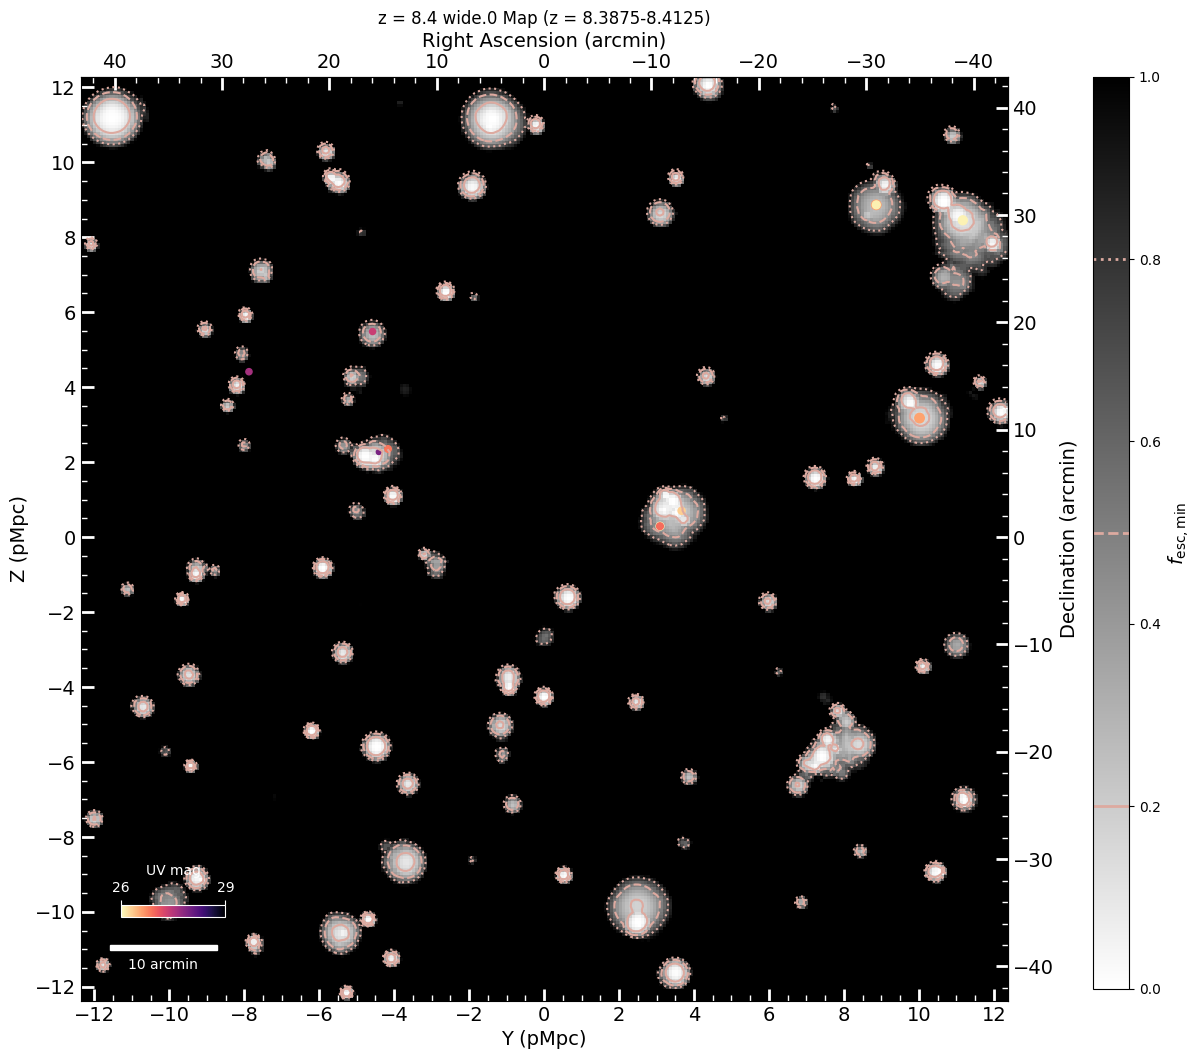 z = 8.4 wide.0 Map (z = 8.3875-8.4125)
Right Ascension (arcmin)
40 30 20 10 0 −10 −20 −30 −40
12 10 8 6 4 2 0 −2 −4 −6 −8 −10 −12
Z (pMpc)
40 30 20 10 0 −10 −20 −30 −40
Declination (arcmin)
1.0
0.8
0.6
0.4
0.2
0.0
fesc,min
UV mag
26 29
10 arcmin
−12 −10 −8 −6 −4 −2 0 2 4 6 8 10 12
Y (pMpc)